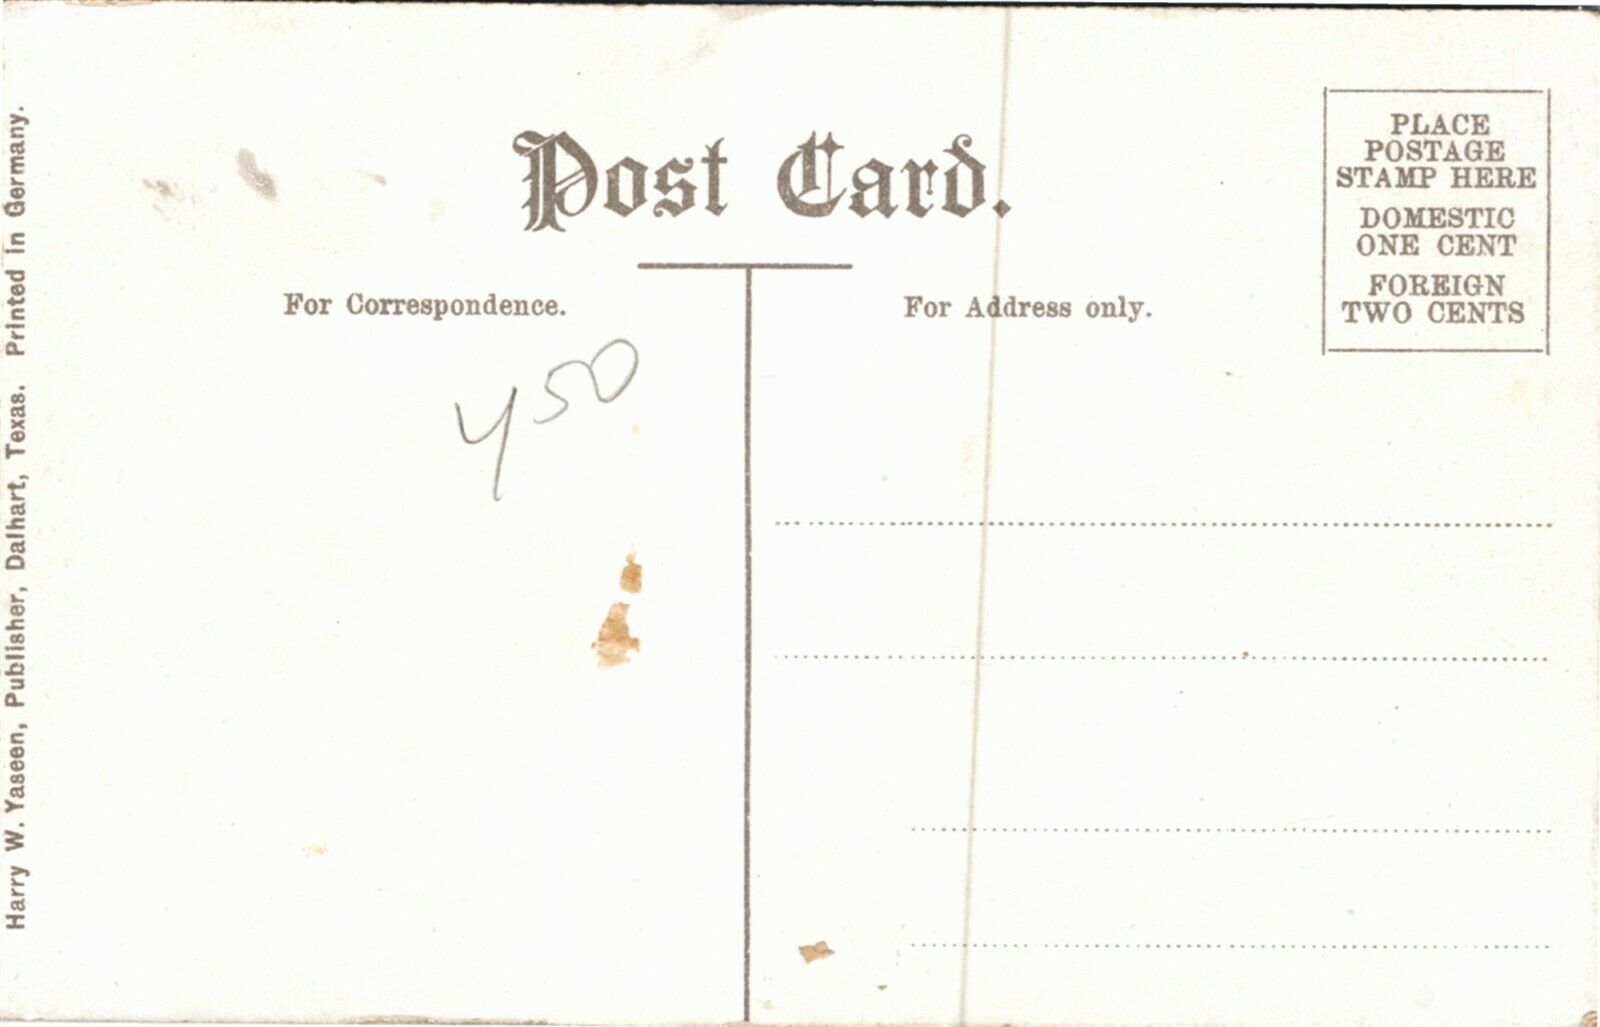 Post Card.
PLACE
POSTAGE
STAMP HERE
DOMESTIC
ONE CENT
FOREIGN
TWO CENTS
For Correspondence.
For Address only.
450
Harry W. Yaseen, Publisher, Dalhart, Texas. Printed in Germany.